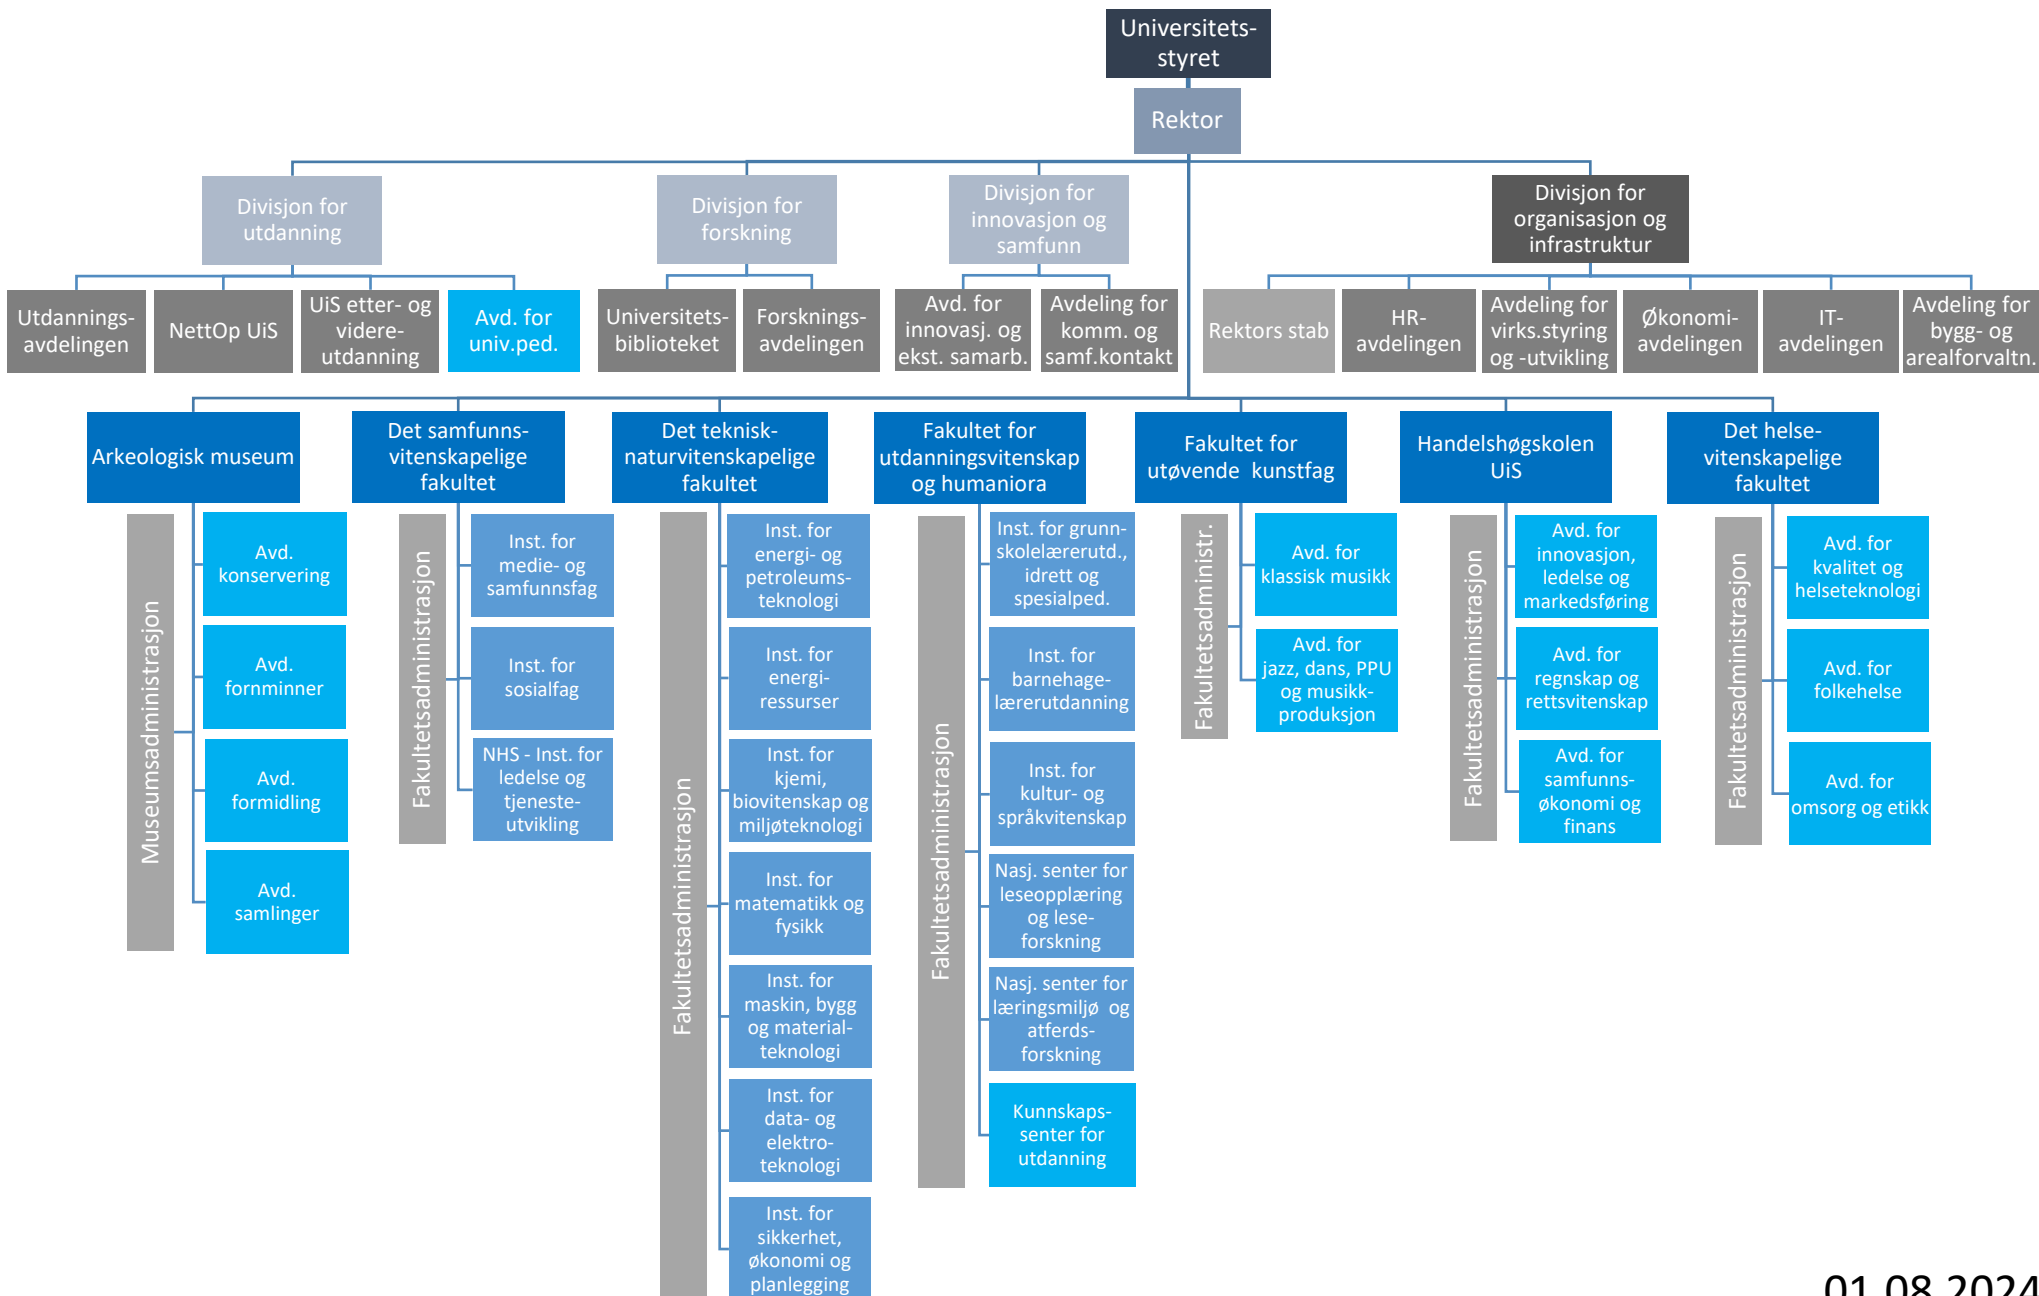 Universitets-
styret
Rektor
Divisjon for
utdanning
Divisjon for
forskning
Divisjon for
innovasjon og
samfunn
Divisjon for
organisasjon og
infrastruktur
Utdannings-
avdelingen
NettOp UiS
UiS etter- og
videre-
utdanning
Avd. for
univ.ped.
Universitets-
biblioteket
Forsknings-
avdelingen
Avd. for
innovasj. og
ekst. samarb.
Avdeling for
komm. og
samf.kontakt
Rektors stab
HR-
avdelingen
Avdeling for
virks.styring
og -utvikling
Økonomi-
avdelingen
IT-
avdelingen
Avdeling for
bygg- og
arealforvaltn.
Arkeologisk museum
Det samfunns-
vitenskapelige
fakultet
Det teknisk-
naturvitenskapelige
fakultet
Fakultet for
utdanningsvitenskap
og humaniora
Fakultet for
utøvende kunstfag
Handelshøgskolen
UiS
Det helse-
vitenskapelige
fakultet
Museumsadministrasjon
Avd.
konservering
Avd.
fornminner
Avd.
formidling
Avd.
samlinger
Fakultetsadministrasjon
Inst. for
medie- og
samfunnsfag
Inst. for
sosialfag
NHS - Inst. for
ledelse og
tjeneste-
utvikling
Fakultetsadministrasjon
Inst. for
energi- og
petroleums-
teknologi
Inst. for
energi-
ressurser
Inst. for
kjemi,
biovitenskap og
miljøteknologi
Inst. for
matematikk og
fysikk
Inst. for
maskin, bygg
og material-
teknologi
Inst. for
data- og
elektro-
teknologi
Inst. for
sikkerhet,
økonomi og
planlegging
Fakultetsadministrasjon
Inst. for grunn-
skolelærerutd.,
idrett og
spesialped.
Inst. for
barnehage-
lærerutdanning
Inst. for
kultur- og
språkvitenskap
Nasj. senter for
leseopplæring
og lese-
forskning
Nasj. senter for
læringsmiljø og
atferds-
forskning
Kunnskaps-
senter for
utdanning
Fakultetsadministr.
Avd. for
klassisk musikk
Avd. for
jazz, dans, PPU
og musikk-
produksjon
Fakultetsadministrasjon
Avd. for
innovasjon,
ledelse og
markedsføring
Avd. for
regnskap og
rettsvitenskap
Avd. for
samfunns-
økonomi og
finans
Fakultetsadministrasjon
Avd. for
kvalitet og
helseteknologi
Avd. for
folkehelse
Avd. for
omsorg og etikk
01.08.2024